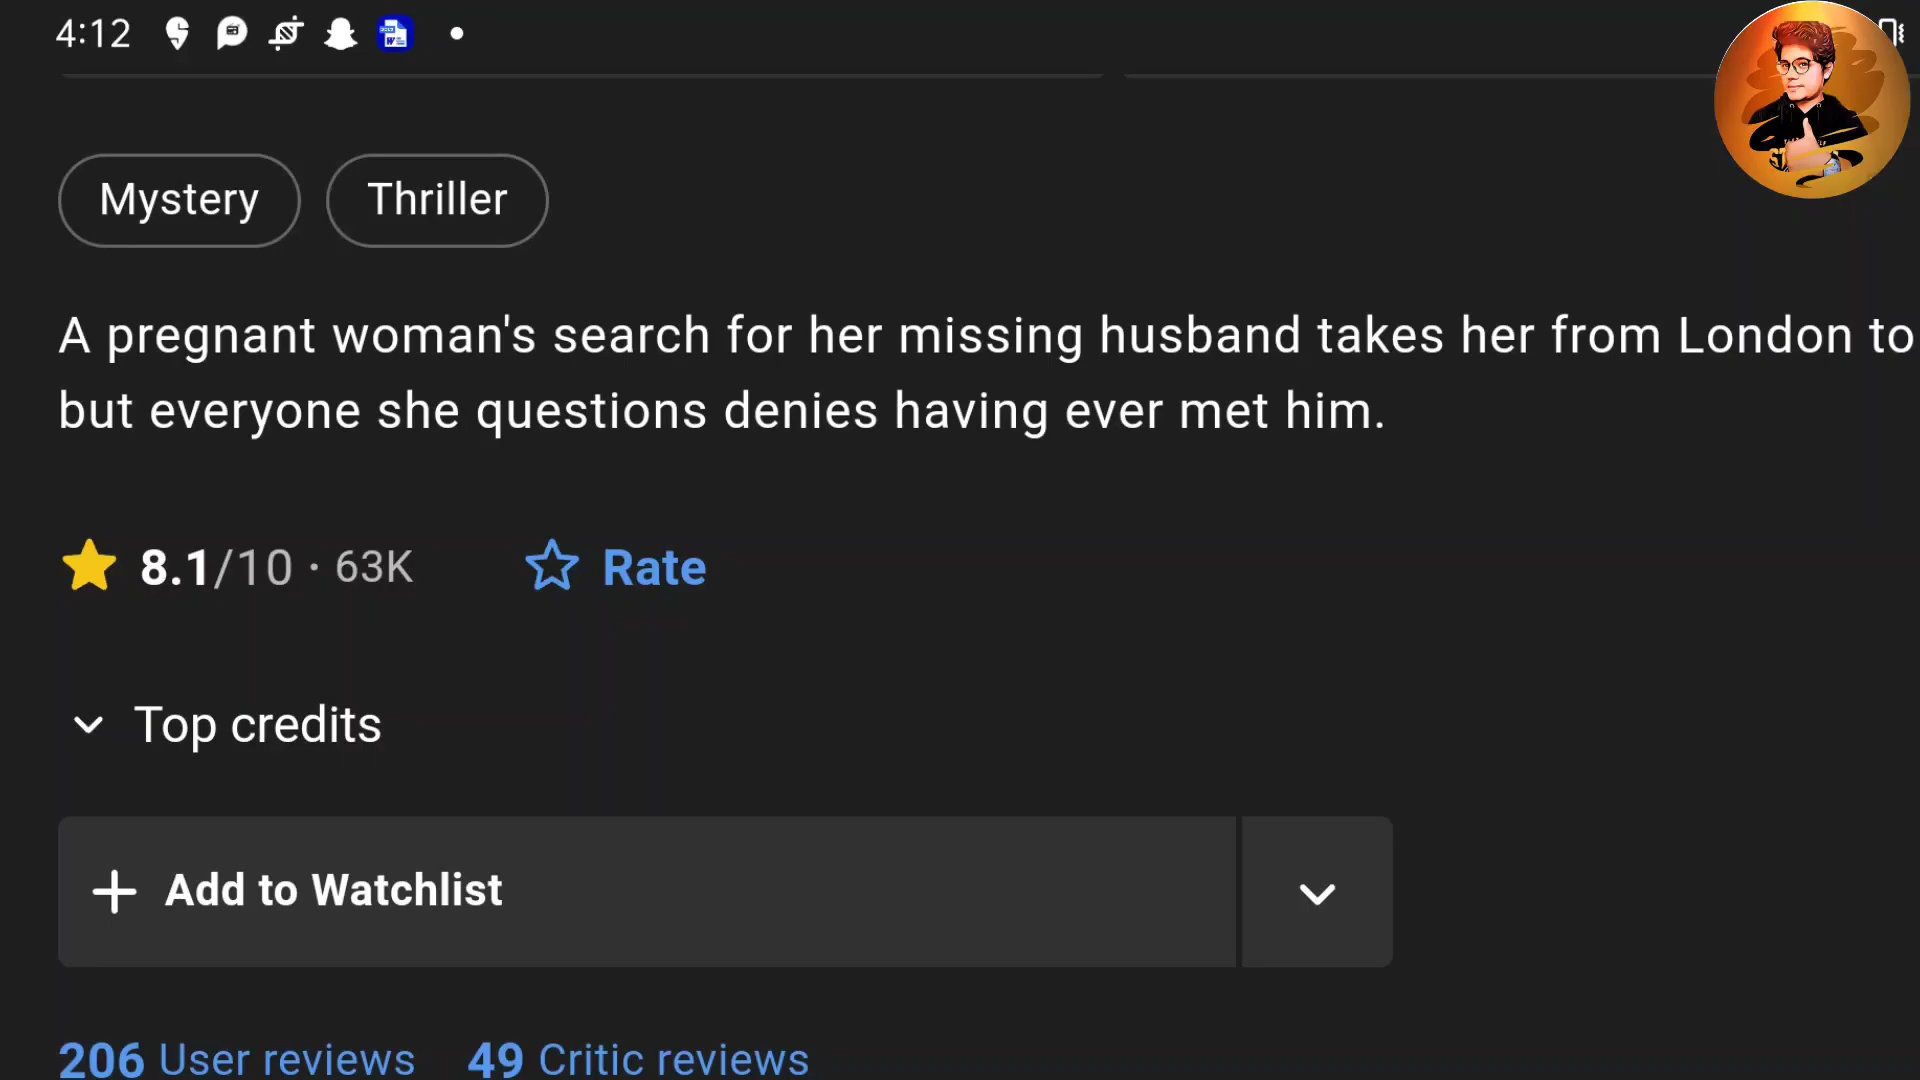 4:12
Mystery Thriller
A pregnant woman's search for her missing husband takes her from London to
but everyone she questions denies having ever met him.
8.1/10 · 63K Rate
Top credits
Add to Watchlist
206 User reviews 49 Critic reviews